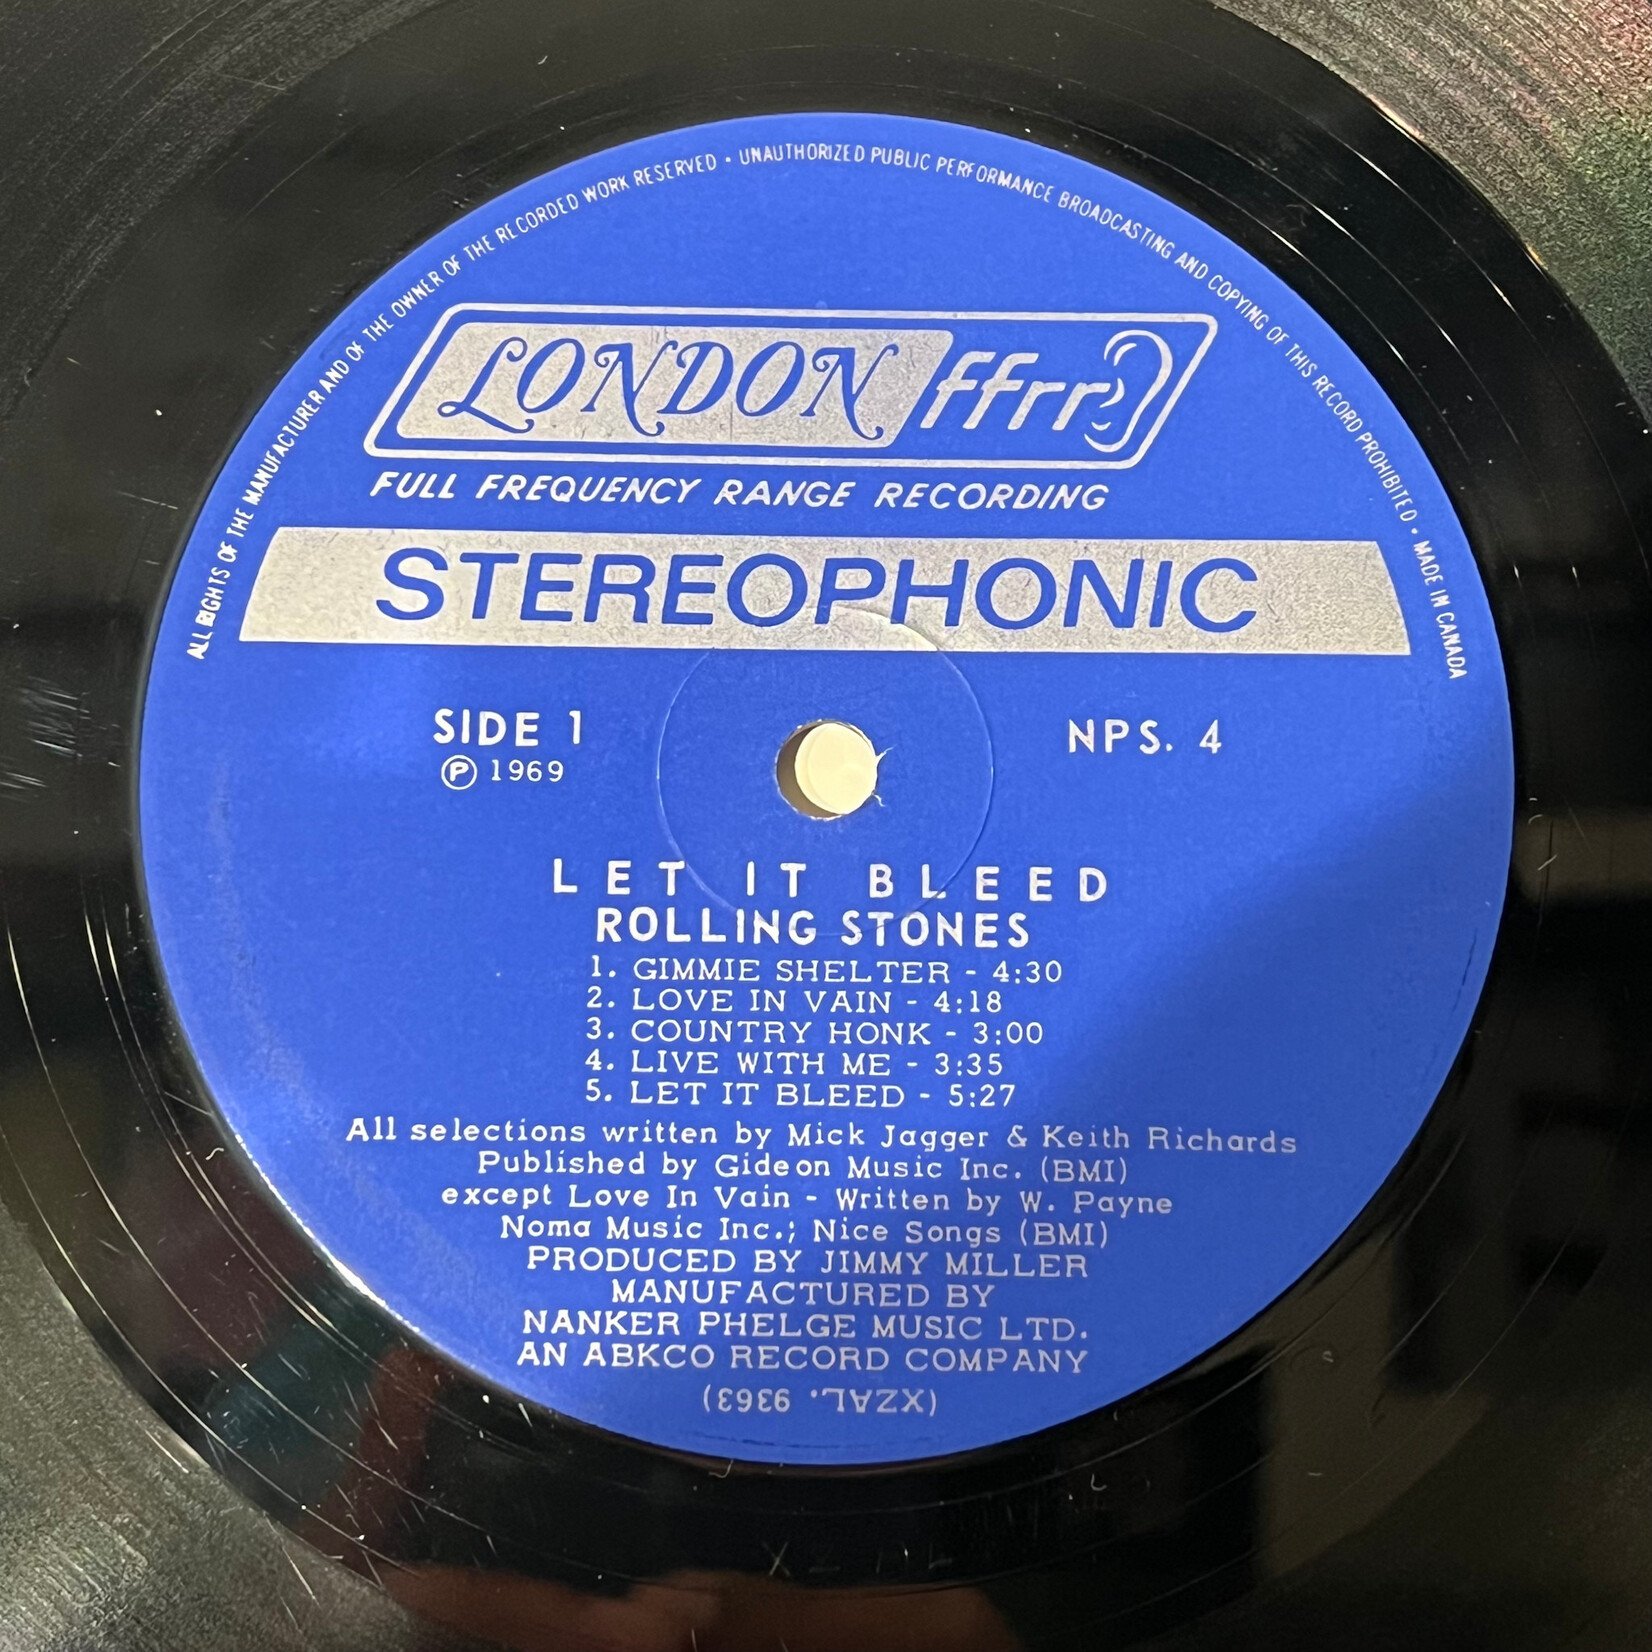 ALL RIGHTS OF THE MANUFACTURER AND OF THE OWNER OF THE RECORDED WORK RESERVED • UNAUTHORIZED PUBLIC PERFORMANCE BROADCASTING AND COPYING OF THIS RECORD PROHIBITED • MADE IN CANADA
LONDON ffrr
FULL FREQUENCY RANGE RECORDING
STEREOPHONIC
SIDE 1
NPS. 4
℗ 1969
LET IT BLEED
ROLLING STONES
1. GIMMIE SHELTER - 4:30
2. LOVE IN VAIN - 4:18
3. COUNTRY HONK - 3:00
4. LIVE WITH ME - 3:35
5. LET IT BLEED - 5:27
All selections written by Mick Jagger & Keith Richards
Published by Gideon Music Inc. (BMI)
except Love In Vain - Written by W. Payne
Noma Music Inc.; Nice Songs (BMI)
PRODUCED BY JIMMY MILLER
MANUFACTURED BY
NANKER PHELGE MUSIC LTD.
AN ABKCO RECORD COMPANY
(XZAL. 9363)